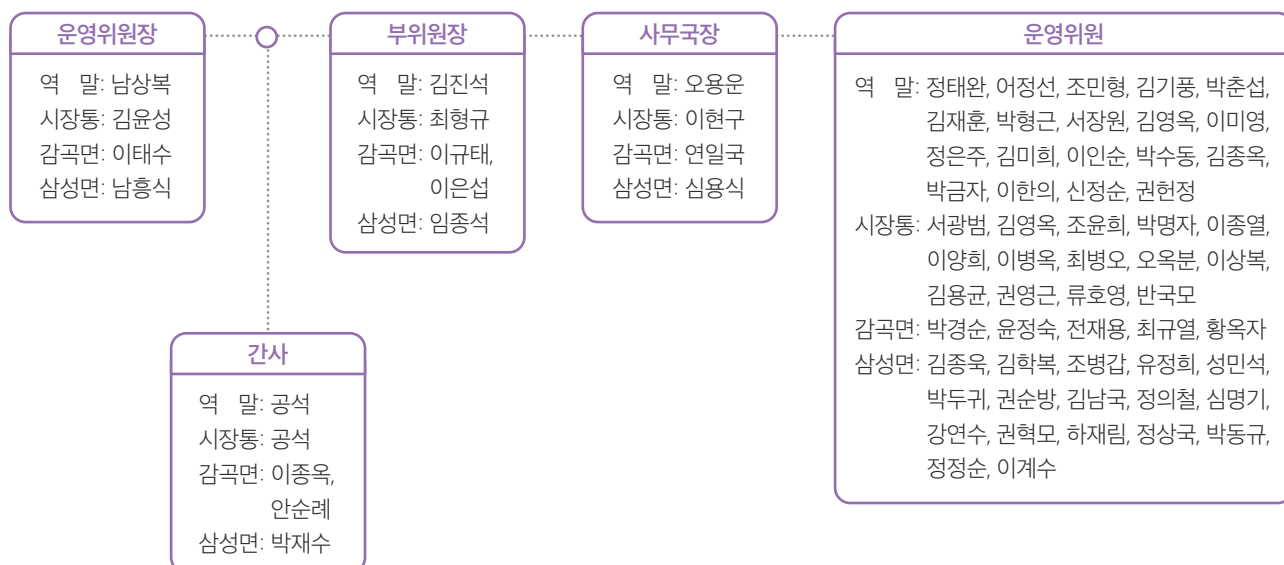 운영위원장
역 말: 남상복
시장통: 김윤성
감곡면: 이태수
삼성면: 남흥식
부위원장
역 말: 김진석
시장통: 최형규
감곡면: 이규태,
이은섭
삼성면: 임종석
사무국장
역 말: 오용운
시장통: 이현구
감곡면: 연일국
삼성면: 심용식
운영위원
역 말: 정태완, 어정선, 조민형, 김기풍, 박춘섭,
김재훈, 박형근, 서장원, 김영옥, 이미영,
정은주, 김미희, 이인순, 박수동, 김종옥,
박금자, 이한의, 신정순, 권헌정
시장통: 서광범, 김영옥, 조윤희, 박명자, 이종열,
이양희, 이병옥, 최병오, 오옥분, 이상복,
김용균, 권영근, 류호영, 반국모
감곡면: 박경순, 윤정숙, 전재용, 최규열, 황옥자
삼성면: 김종욱, 김학복, 조병갑, 유정희, 성민석,
박두귀, 권순방, 김남국, 정의철, 심명기,
강연수, 권혁모, 하재림, 정상국, 박동규,
정정순, 이계수
간사
역 말: 공석
시장통: 공석
감곡면: 이종옥,
안순례
삼성면: 박재수